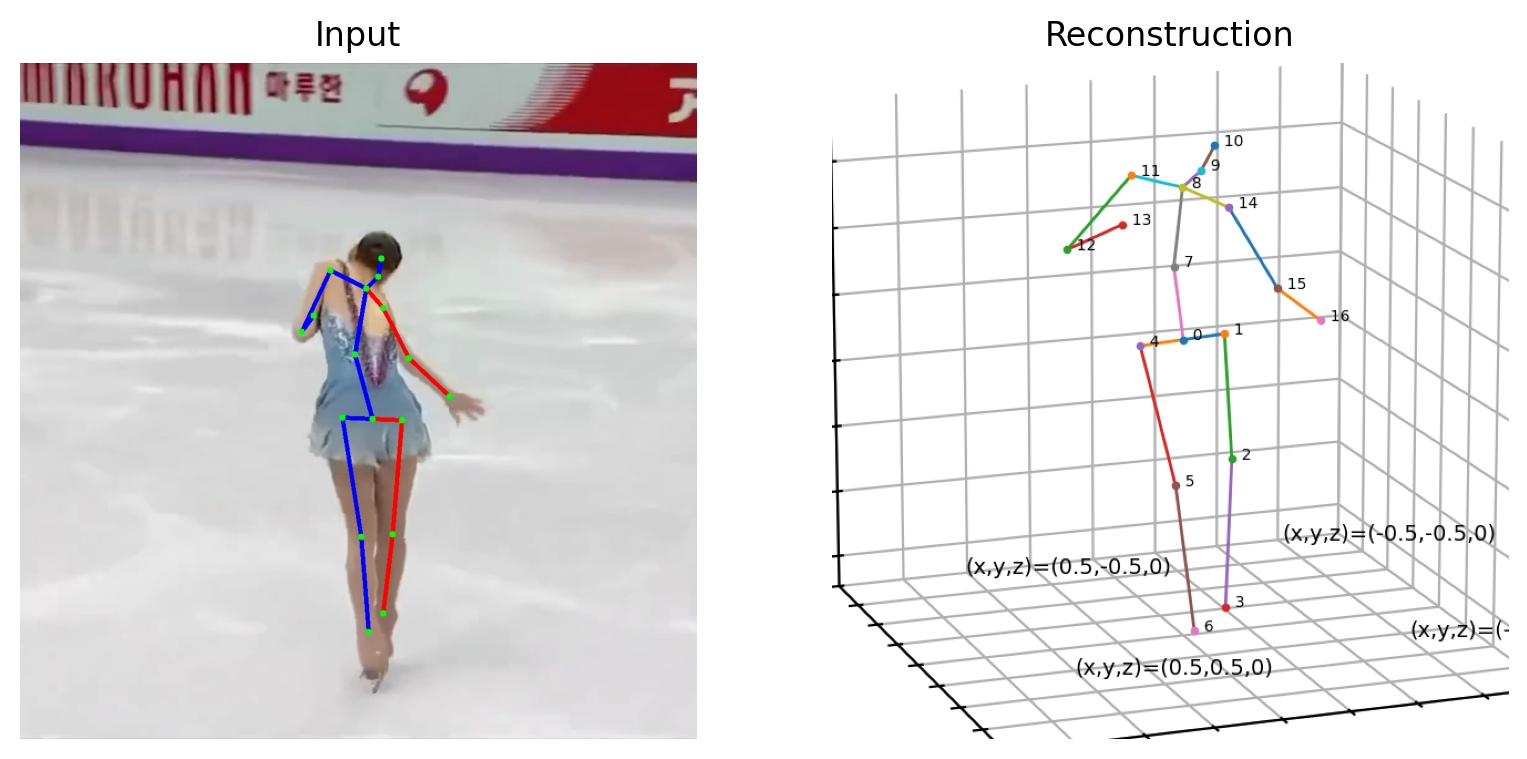 Input
Reconstruction
MARUHAN 마루한
10
11
9
8
14
13
12
7
15
16
0
1
4
2
5
(x,y,z)=(-0.5,-0.5,0)
(x,y,z)=(0.5,-0.5,0)
3
6
(x,y,z)=(-
(x,y,z)=(0.5,0.5,0)